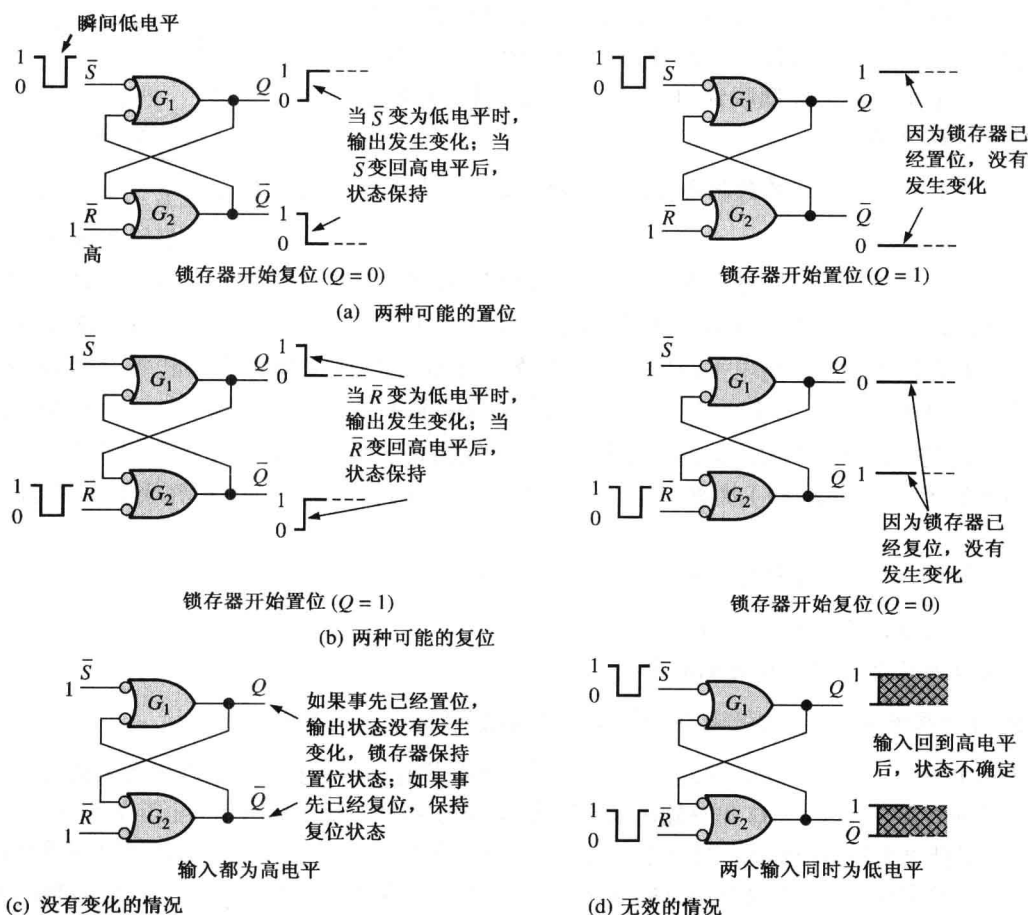 瞬间低电平
1
0
S̅
G₁
Q
1
0
当 S̅ 变为低电平时，
输出发生变化；当
S̅ 变回高电平后，
状态保持
R̅
1
高
G₂
Q̅
1
0
锁存器开始复位 (Q = 0)
1
0
S̅
G₁
1
Q
因为锁存器已
经置位，没有
发生变化
R̅
1
G₂
Q̅
0
锁存器开始置位 (Q = 1)
(a) 两种可能的置位
S̅
1
G₁
Q
1
0
当 R̅ 变为低电平时，
输出发生变化；当
R̅ 变回高电平后，
状态保持
1
0
R̅
G₂
Q̅
1
0
锁存器开始置位 (Q = 1)
S̅
1
G₁
Q
0
1
0
R̅
G₂
Q̅
1
因为锁存器已
经复位，没有
发生变化
锁存器开始复位 (Q = 0)
(b) 两种可能的复位
S̅
1
G₁
Q
如果事先已经置位，
输出状态没有发生
变化，锁存器保持
置位状态；如果事
先已经复位，保持
复位状态
R̅
1
G₂
Q̅
输入都为高电平
(c) 没有变化的情况
1
0
S̅
G₁
Q
1
输入回到高电平
后，状态不确定
1
0
R̅
G₂
1
Q̅
两个输入同时为低电平
(d) 无效的情况